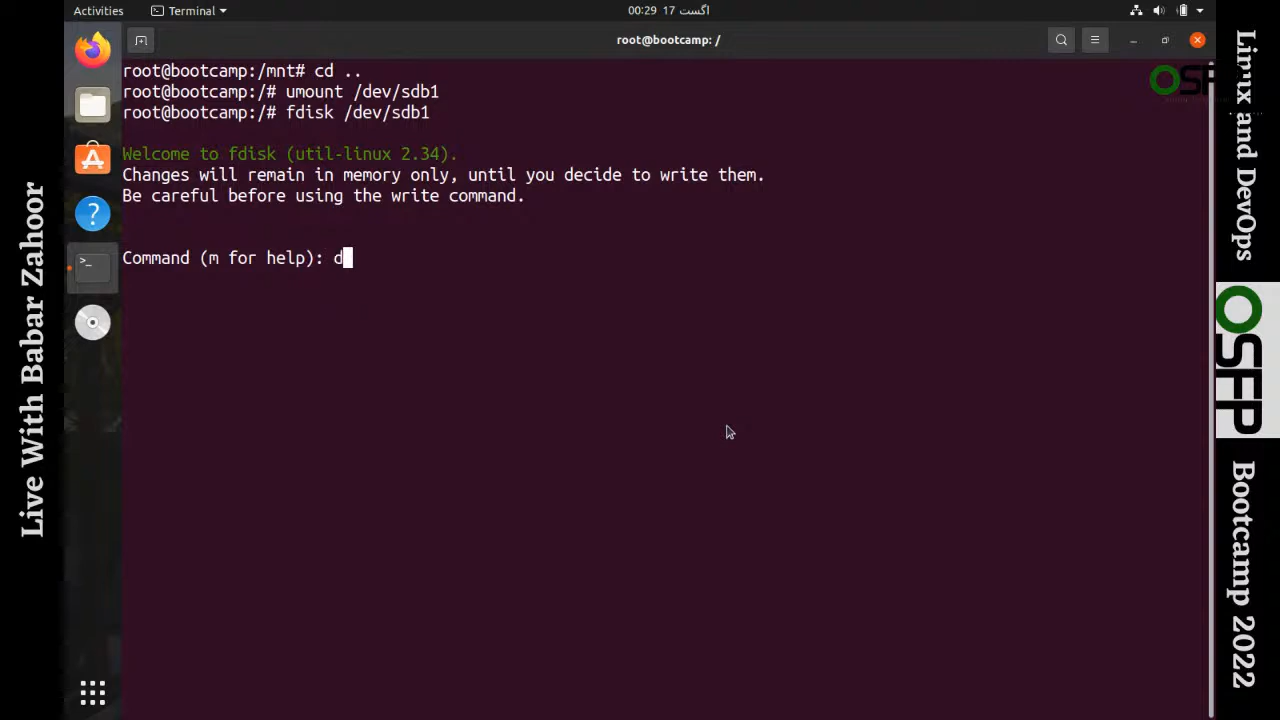 Activities
Terminal
00:29 17 اگست
root@bootcamp: /
root@bootcamp:/mnt# cd ..
root@bootcamp:/# umount /dev/sdb1
root@bootcamp:/# fdisk /dev/sdb1
Welcome to fdisk (util-linux 2.34).
Changes will remain in memory only, until you decide to write them.
Be careful before using the write command.
Command (m for help): d
Live With Babar Zahoor
Linux and DevOps
OSFP
Bootcamp 2022